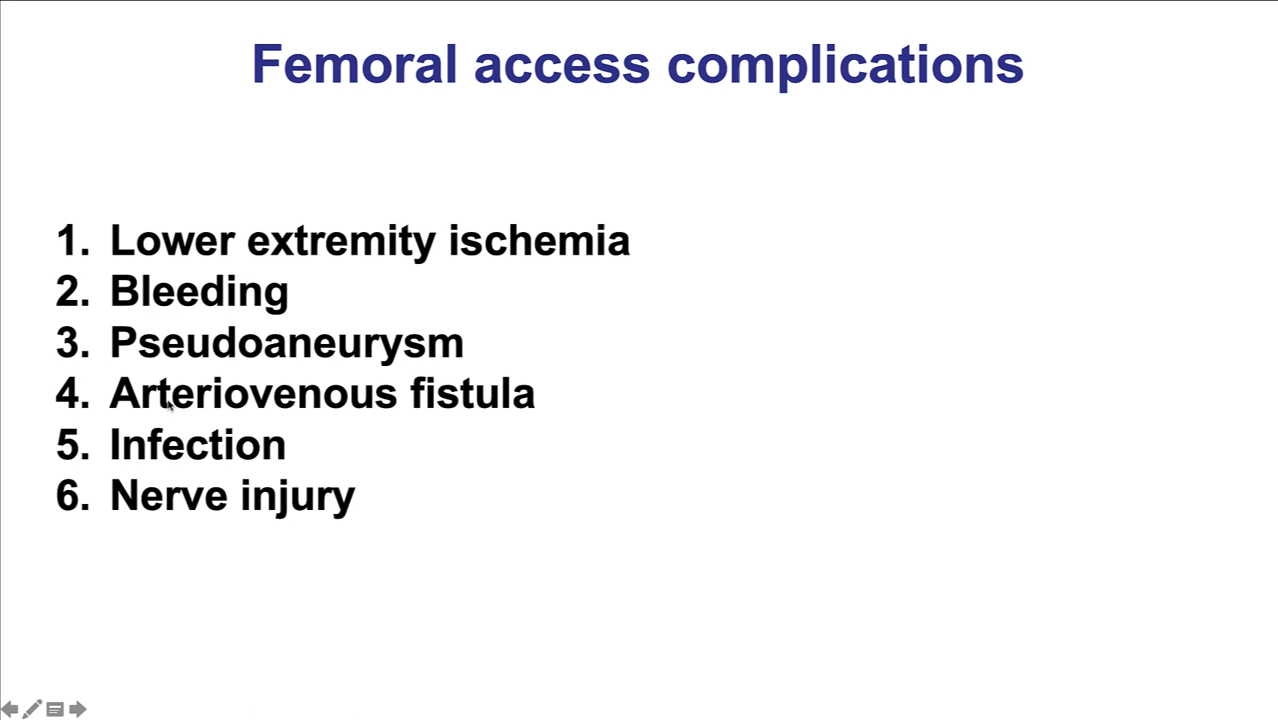 Femoral access complications
1. Lower extremity ischemia
2. Bleeding
3. Pseudoaneurysm
4. Arteriovenous fistula
5. Infection
6. Nerve injury